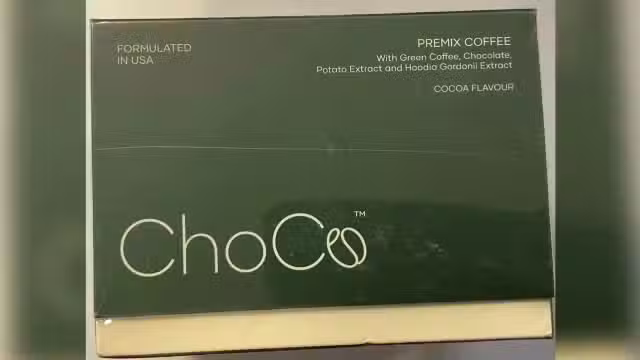 FORMULATED
IN USA
PREMIX COFFEE
With Green Coffee, Chocolate,
Potato Extract and Hoodia Gordonii Extract
COCOA FLAVOUR
ChoCo™